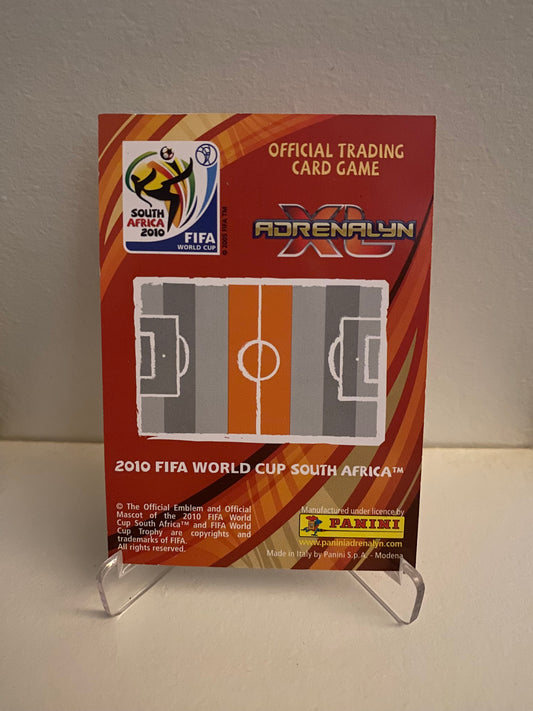 OFFICIAL TRADING
CARD GAME
SOUTH
AFRICA
2010
FIFA
WORLD CUP
© 2005 FIFA TM
ADRENALYN
XL
2010 FIFA WORLD CUP SOUTH AFRICA™
© The Official Emblem and Official
Mascot of the 2010 FIFA World
Cup South Africa™ and FIFA World
Cup Trophy are copyrights and
trademarks of FIFA.
All rights reserved.
Manufactured under licence by
PANINI
www.paniniadrenalyn.com
Made in Italy by Panini S.p.A. - Modena